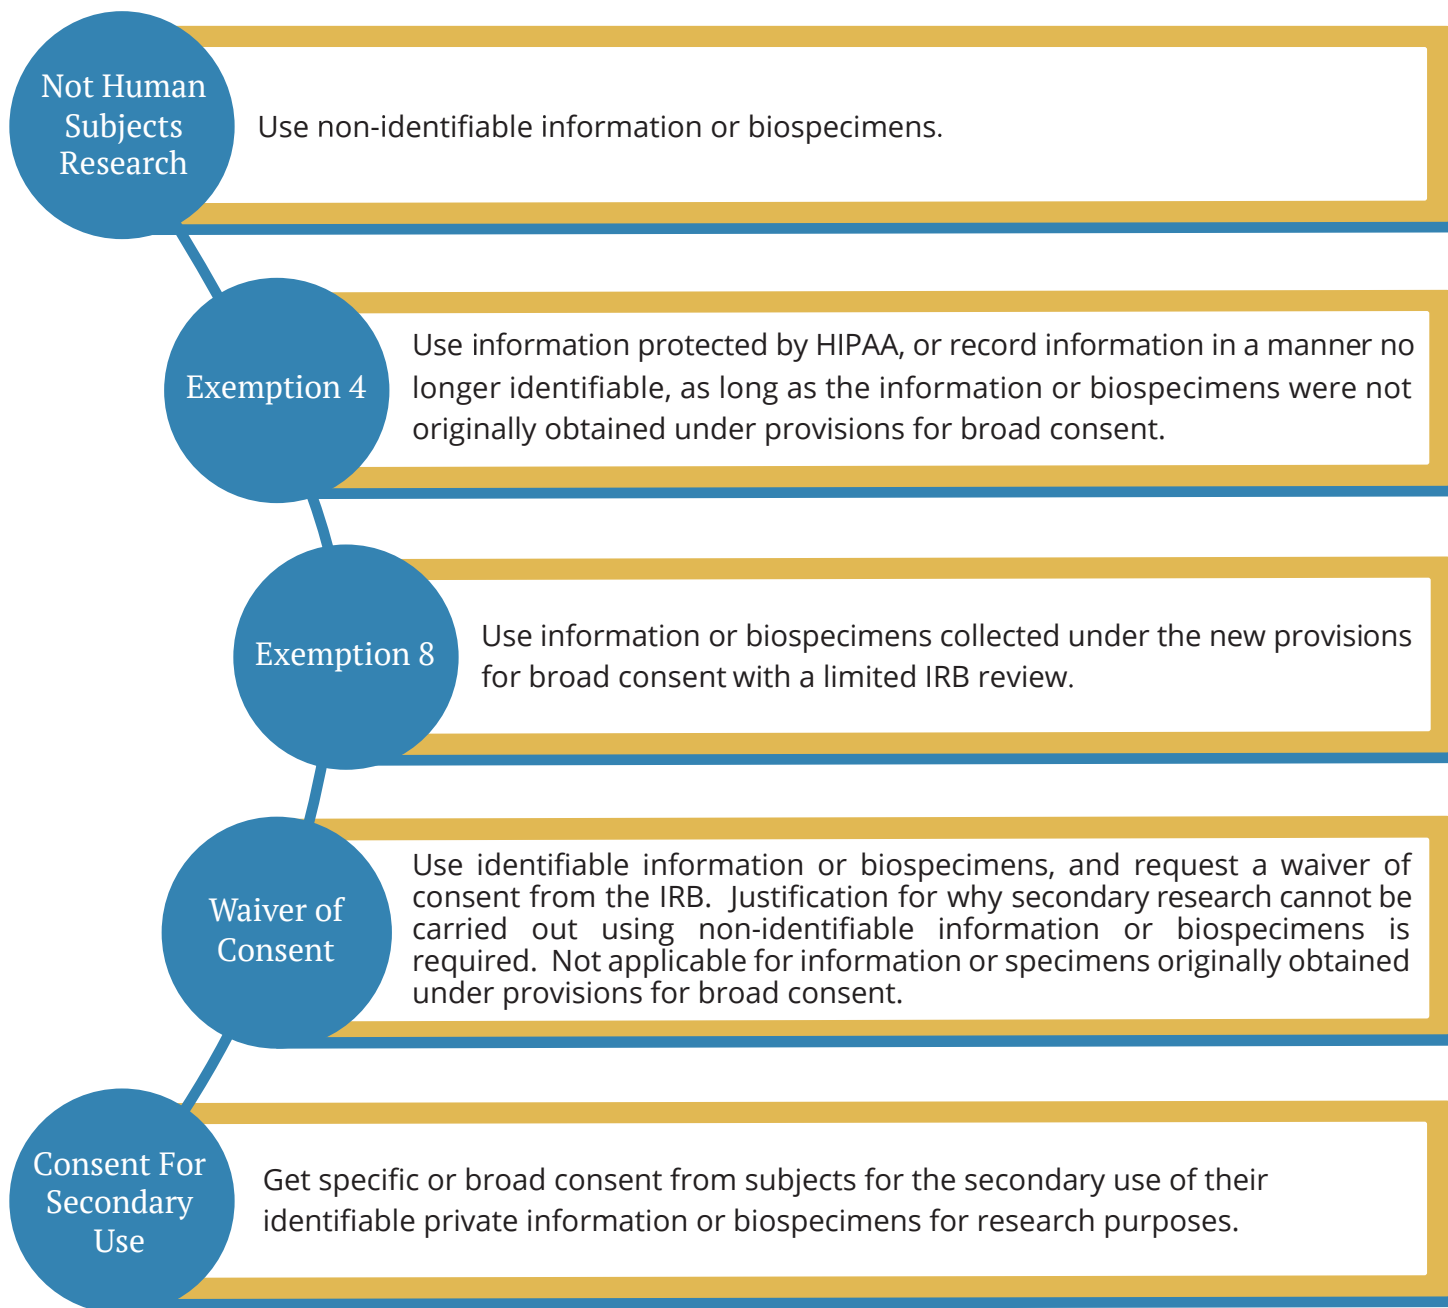 Not Human
Subjects
Research
Use non-identifiable information or biospecimens.
Exemption 4
Use information protected by HIPAA, or record information in a manner no
longer identifiable, as long as the information or biospecimens were not
originally obtained under provisions for broad consent.
Exemption 8
Use information or biospecimens collected under the new provisions
for broad consent with a limited IRB review.
Waiver of
Consent
Use identifiable information or biospecimens, and request a waiver of
consent from the IRB. Justification for why secondary research cannot be
carried out using non-identifiable information or biospecimens is
required. Not applicable for information or specimens originally obtained
under provisions for broad consent.
Consent For
Secondary
Use
Get specific or broad consent from subjects for the secondary use of their
identifiable private information or biospecimens for research purposes.